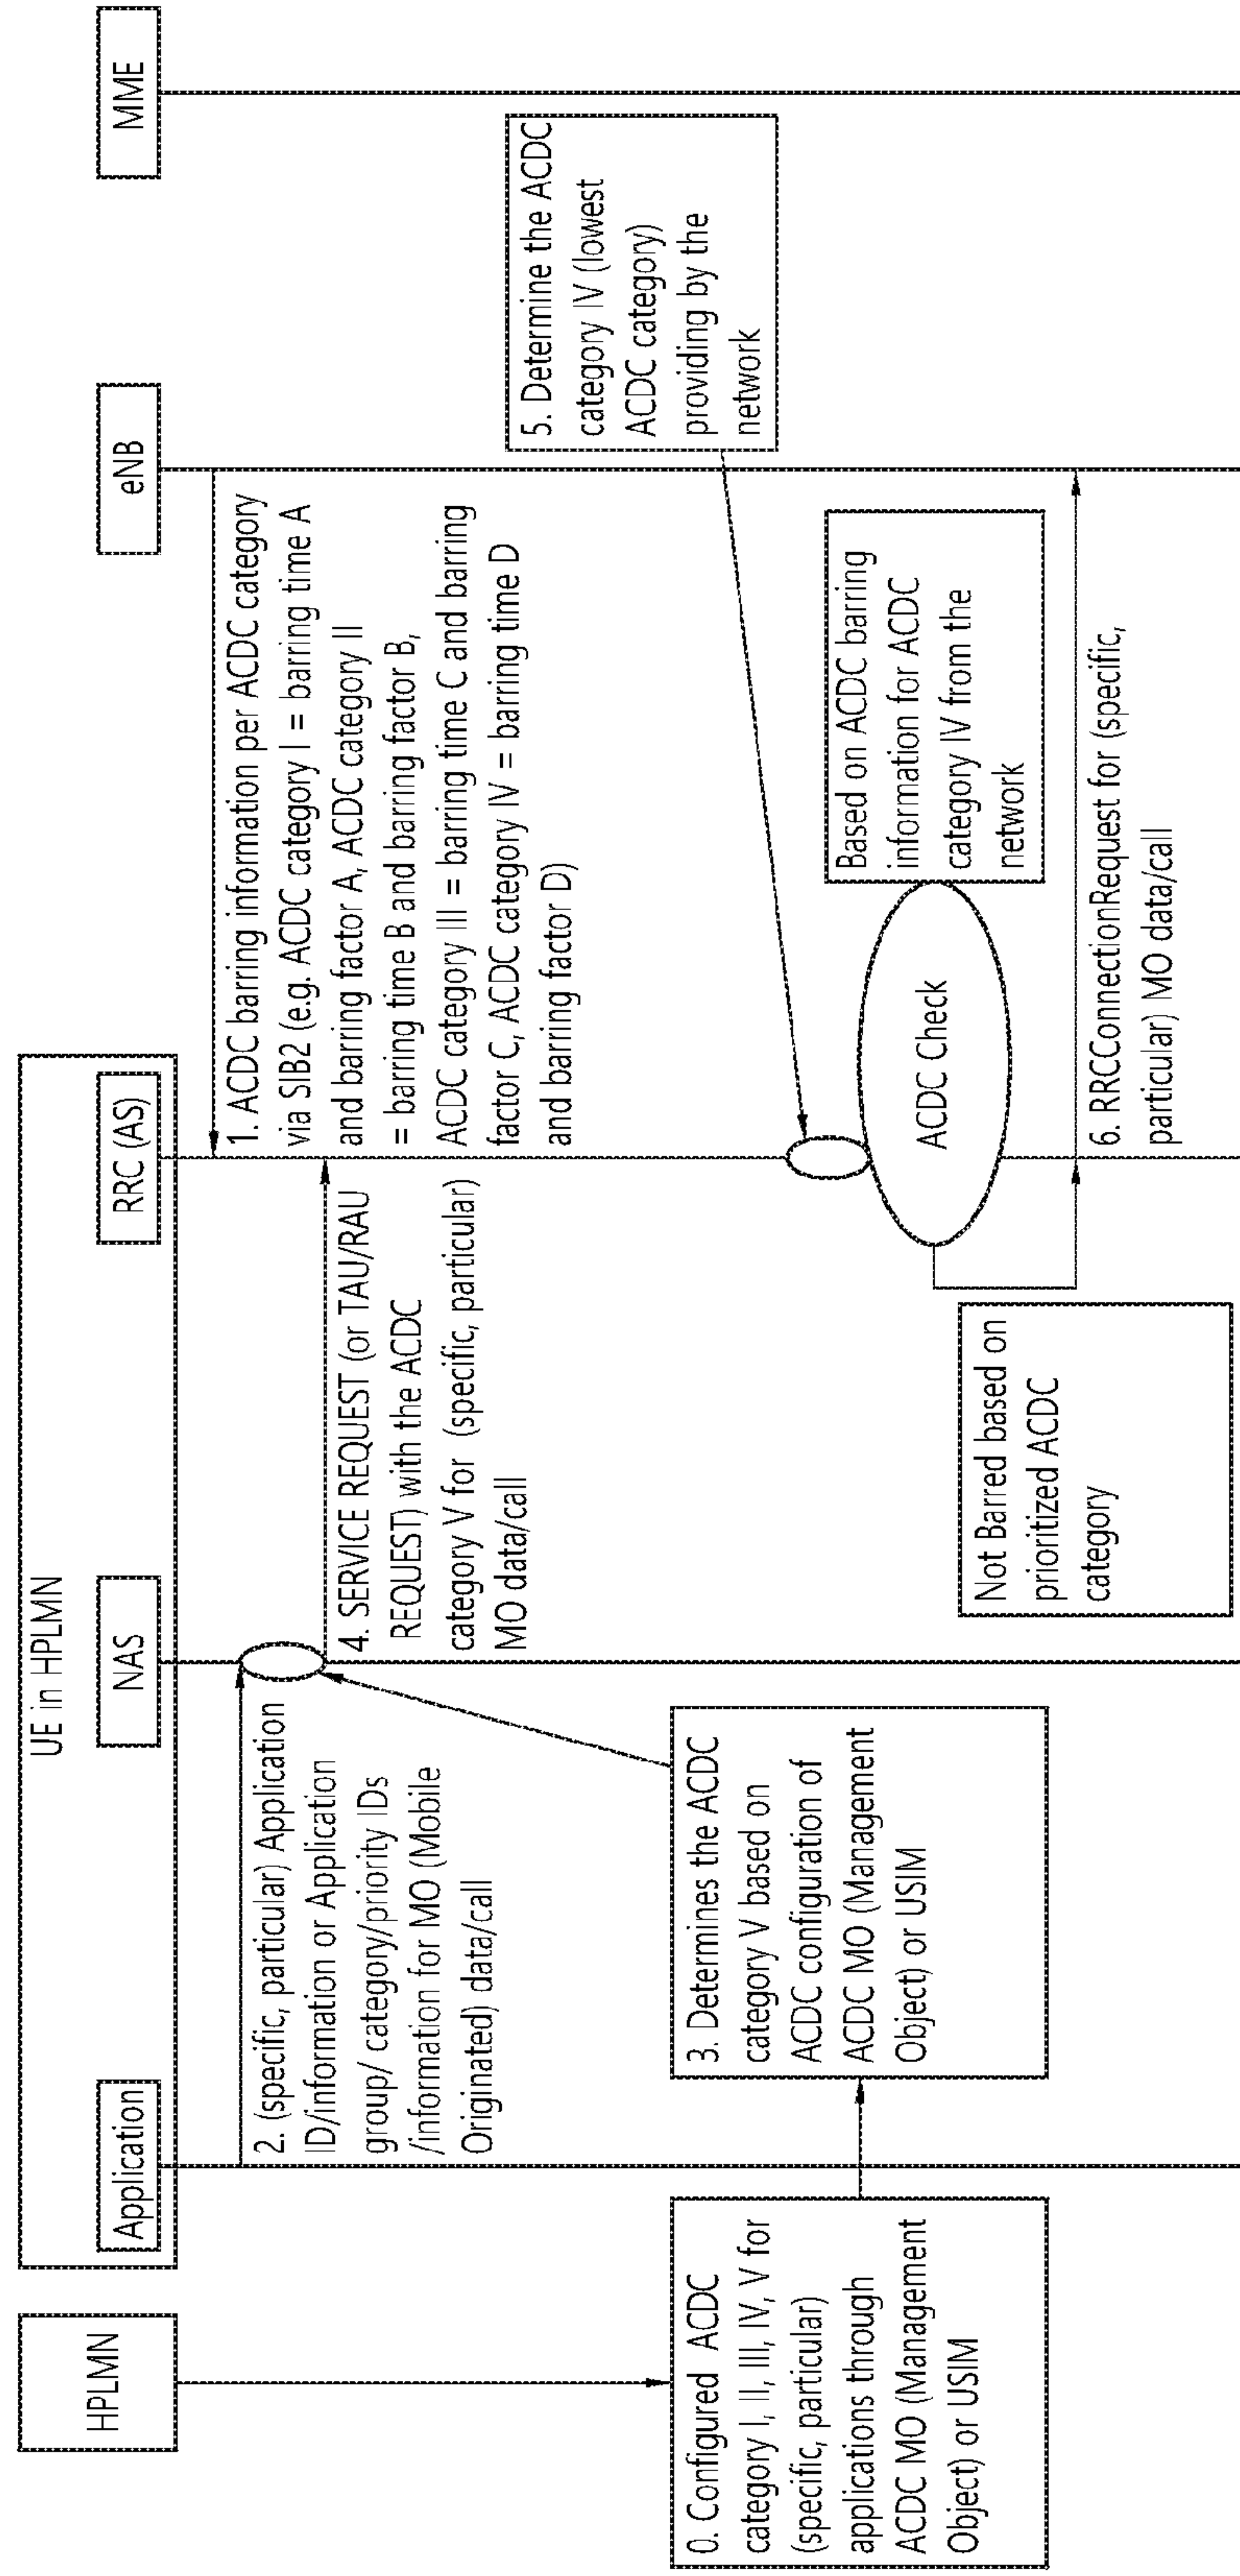 HPLMN
UE in HPLMN
Application
NAS
RRC (AS)
eNB
MME
1. ACDC barring information per ACDC category
via SIB2 (e.g. ACDC category I = barring time A
and barring factor A, ACDC category II
= barring time B and barring factor B,
ACDC category III = barring time C and barring
factor C, ACDC category IV = barring time D
and barring factor D)
2. (specific, particular) Application
ID/information or Application
group/ category/priority IDs
/information for MO (Mobile
Originated) data/call
4. SERVICE REQUEST (or TAU/RAU
REQUEST) with the ACDC
category V for (specific, particular)
MO data/call
5. Determine the ACDC
category IV (lowest
ACDC category)
providing by the
network
0. Configured ACDC
category I, II, III, IV, V for
(specific, particular)
applications through
ACDC MO (Management
Object) or USIM
3. Determines the ACDC
category V based on
ACDC configuration of
ACDC MO (Management
Object) or USIM
ACDC Check
Based on ACDC barring
information for ACDC
category IV from the
network
Not Barred based on
prioritized ACDC
category
6. RRCConnectionRequest for (specific,
particular) MO data/call